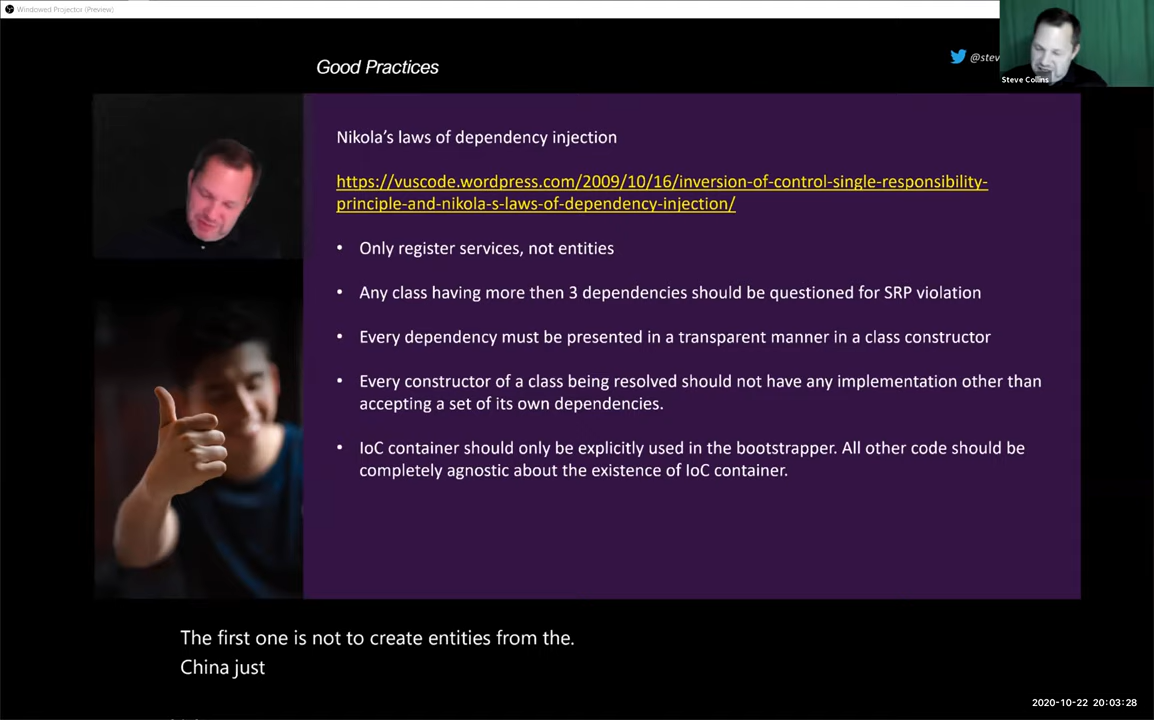 Windowed Projector (Preview)
Good Practices
@stev
Steve Collins
Nikola’s laws of dependency injection
https://vuscode.wordpress.com/2009/10/16/inversion-of-control-single-responsibility-
principle-and-nikola-s-laws-of-dependency-injection/
• Only register services, not entities
• Any class having more then 3 dependencies should be questioned for SRP violation
• Every dependency must be presented in a transparent manner in a class constructor
• Every constructor of a class being resolved should not have any implementation other than
accepting a set of its own dependencies.
• IoC container should only be explicitly used in the bootstrapper. All other code should be
completely agnostic about the existence of IoC container.
The first one is not to create entities from the.
China just
2020-10-22 20:03:28